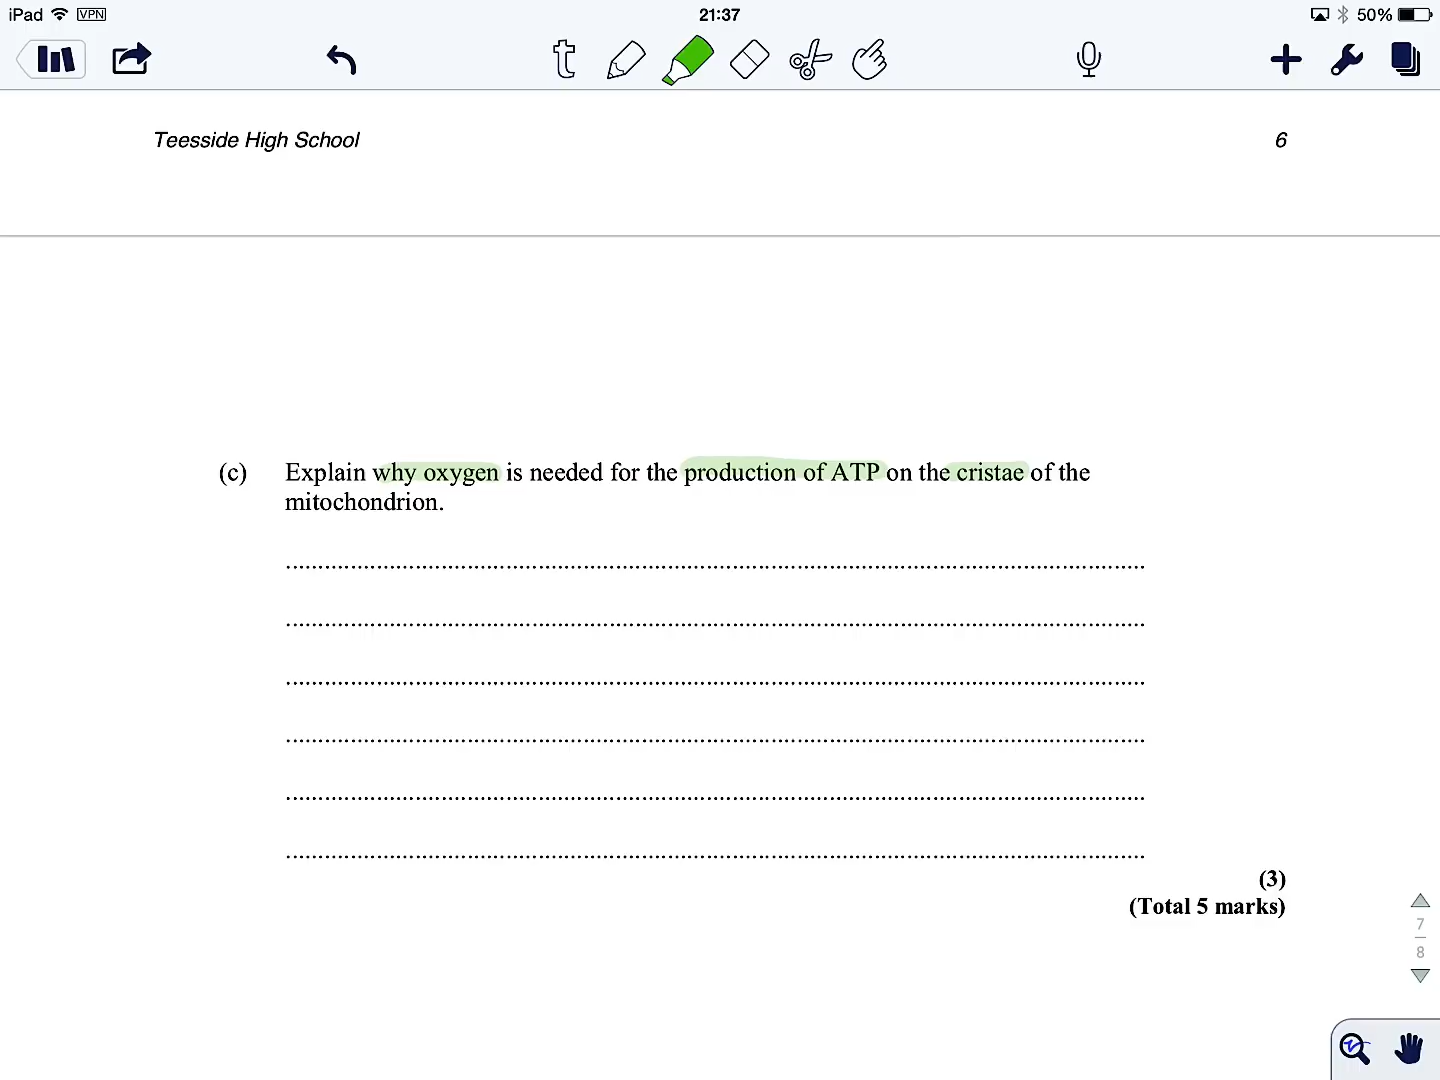 iPad VPN 21:37 50%
t
Teesside High School 6
(c) Explain why oxygen is needed for the production of ATP on the cristae of the
mitochondrion.
(3)
(Total 5 marks)
7
8